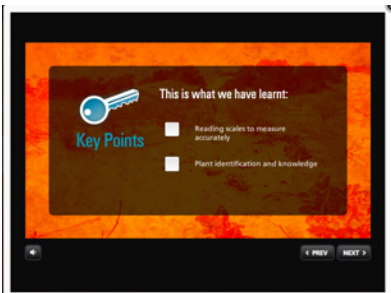 This is what we have learnt:
Key Points
Reading scales to measure
accurately
Plant identification and knowledge
< PREV
NEXT >